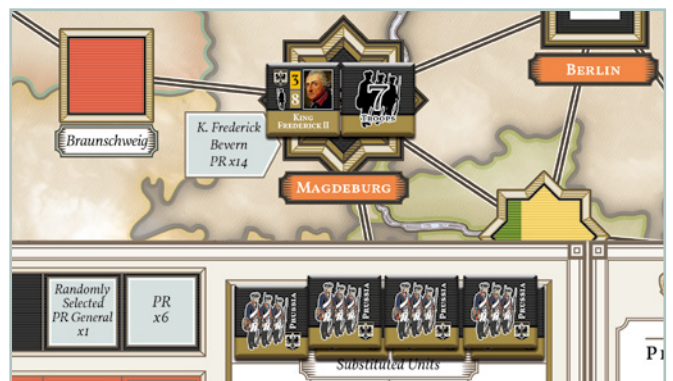 BERLIN
3
8
KING
FREDERICK II
7
TROOPS
Braunschweig
K. Frederick
Bevern
PR x14
MAGDEBURG
Randomly
Selected
PR General
x1
PR
x6
PRUSSIA
PRUSSIA
PRUSSIA
PRUSSIA
Substituted Units